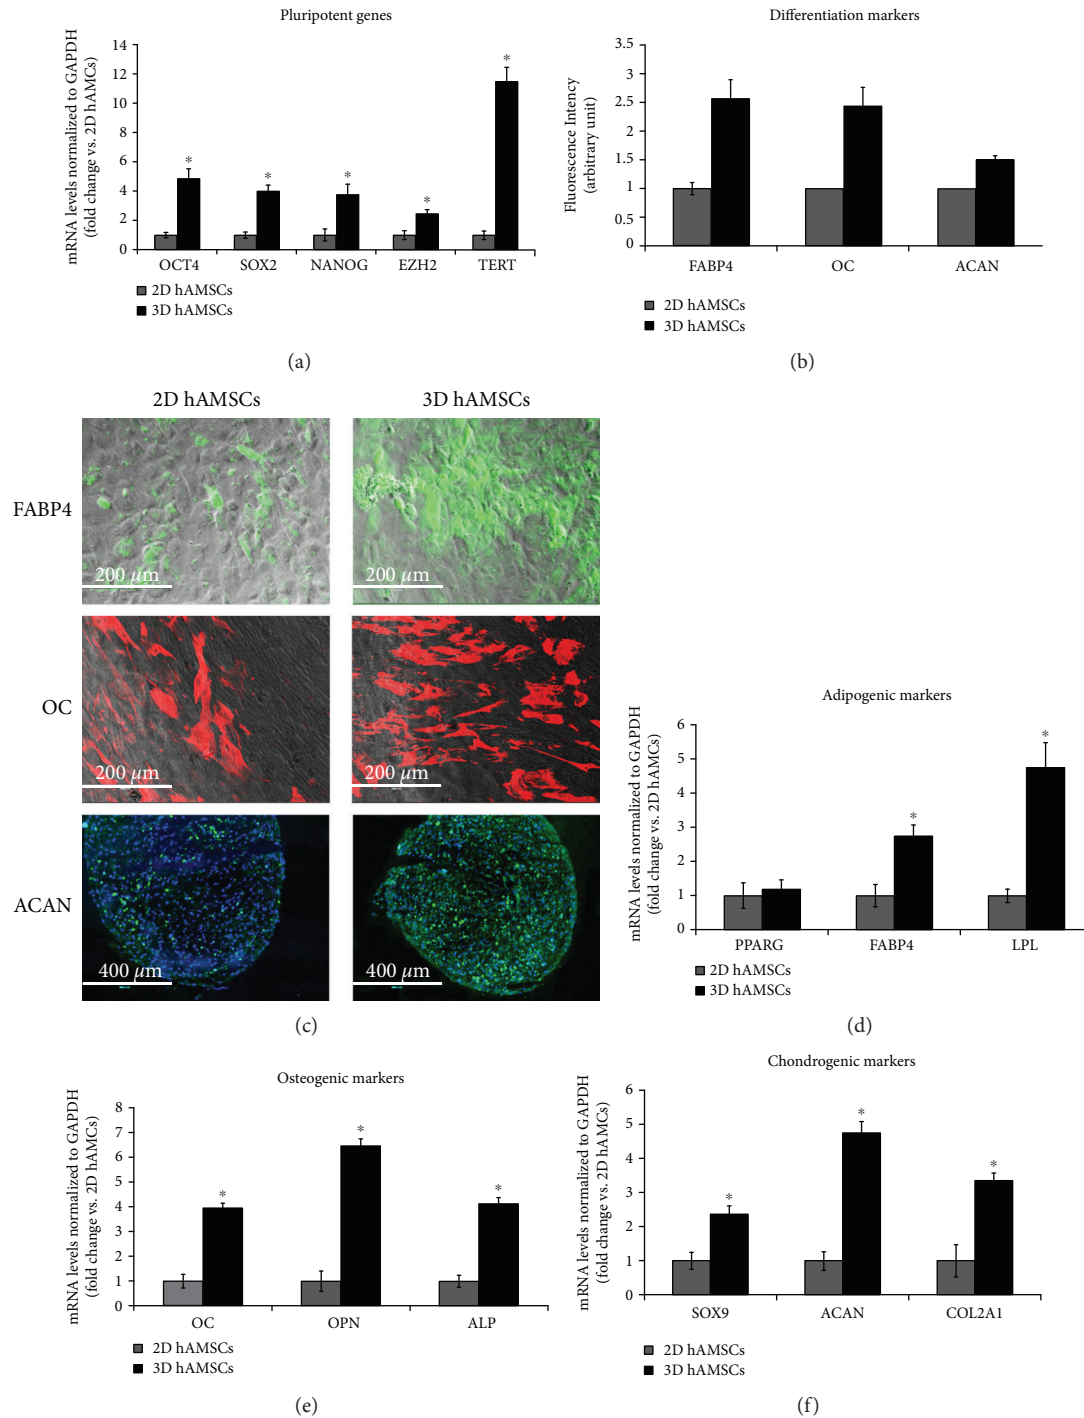 Pluripotent genes
mRNA levels normalized to GAPDH
(fold change vs. 2D hAMCs)
14
12
10
8
6
4
2
0
*
*
*
*
*
OCT4 SOX2 NANOG EZH2 TERT
2D hAMSCs
3D hAMSCs
(a)
Differentiation markers
Fluorescence Intency
(arbitrary unit)
3.5
3
2.5
2
1.5
1
0.5
0
FABP4 OC ACAN
2D hAMSCs
3D hAMSCs
(b)
2D hAMSCs 3D hAMSCs
FABP4
200 µm 200 µm
OC
200 µm 200 µm
ACAN
400 µm 400 µm
(c)
Adipogenic markers
mRNA levels normalized to GAPDH
(fold change vs. 2D hAMCs)
6
5
4
3
2
1
0
*
*
PPARG FABP4 LPL
2D hAMSCs
3D hAMSCs
(d)
Osteogenic markers
mRNA levels normalized to GAPDH
(fold change vs. 2D hAMCs)
8
7
6
5
4
3
2
1
0
*
*
*
OC OPN ALP
2D hAMSCs
3D hAMSCs
(e)
Chondrogenic markers
mRNA levels normalized to GAPDH
(fold change vs. 2D hAMCs)
6
5
4
3
2
1
0
*
*
*
SOX9 ACAN COL2A1
2D hAMSCs
3D hAMSCs
(f)